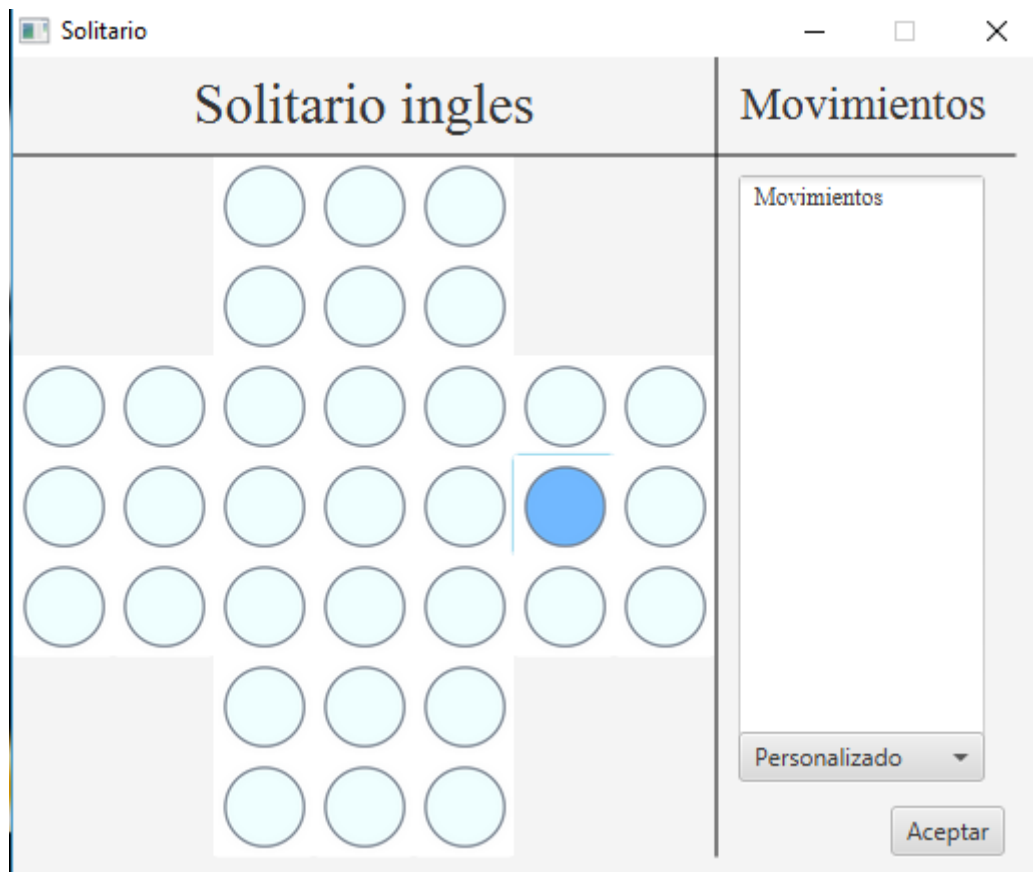 Solitario
Solitario ingles
Movimientos
Movimientos
Personalizado
Aceptar